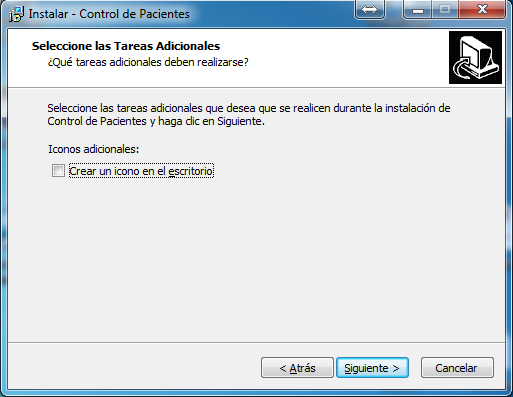 Instalar - Control de Pacientes
Seleccione las Tareas Adicionales
¿Qué tareas adicionales deben realizarse?
Seleccione las tareas adicionales que desea que se realicen durante la instalación de
Control de Pacientes y haga clic en Siguiente.
Iconos adicionales:
Crear un icono en el escritorio
< Atrás
Siguiente >
Cancelar